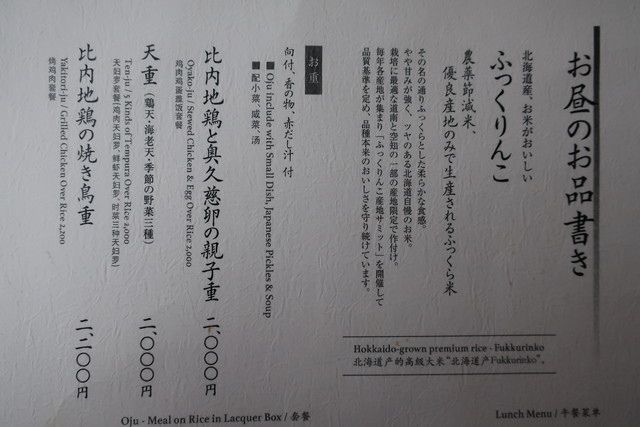 お昼のお品書き
北海道産、お米がおいしい
ふっくりんこ
農薬節減米、
優良産地のみで生産されるふっくら米
その名の通りふっくらとした柔らかな食感。
やや甘みが強く、ツヤのある北海道自慢のお米。
栽培に最適な道南と空知の一部の産地限定で作付け。
毎年各産地が集まり「ふっくりんこ産地サミット」を開催して
品質基準を定め、品種本来のおいしさを守り続けています。
Hokkaido-grown premium rice - Fukkurinko
北海道产的高级大米“北海道产Fukkurinko”。
お重
向付、香の物、赤だし汁 付
■ Oju include with Small Dish, Japanese Pickles & Soup
■ 配小菜、咸菜、汤
比内地鶏と奥久慈卵の親子重 二、〇〇〇円
Oyako-ju / Stewed Chicken & Egg Over Rice 2,000
鸡肉鸡蛋盖饭套餐
天重(鶏天・海老天・季節の野菜三種) 二、〇〇〇円
Ten-ju / 5 Kinds of Tempura Over Rice 2,000
天妇罗套餐(鸡肉天妇罗、鲜虾天妇罗、时菜三种天妇罗)
比内地鶏の焼き鳥重 二、二〇〇円
Yakitori-ju / Grilled Chicken Over Rice 2,200
烤鸡肉套餐
Oju - Meal on Rice in Lacquer Box / 套餐
Lunch Menu / 午餐菜单